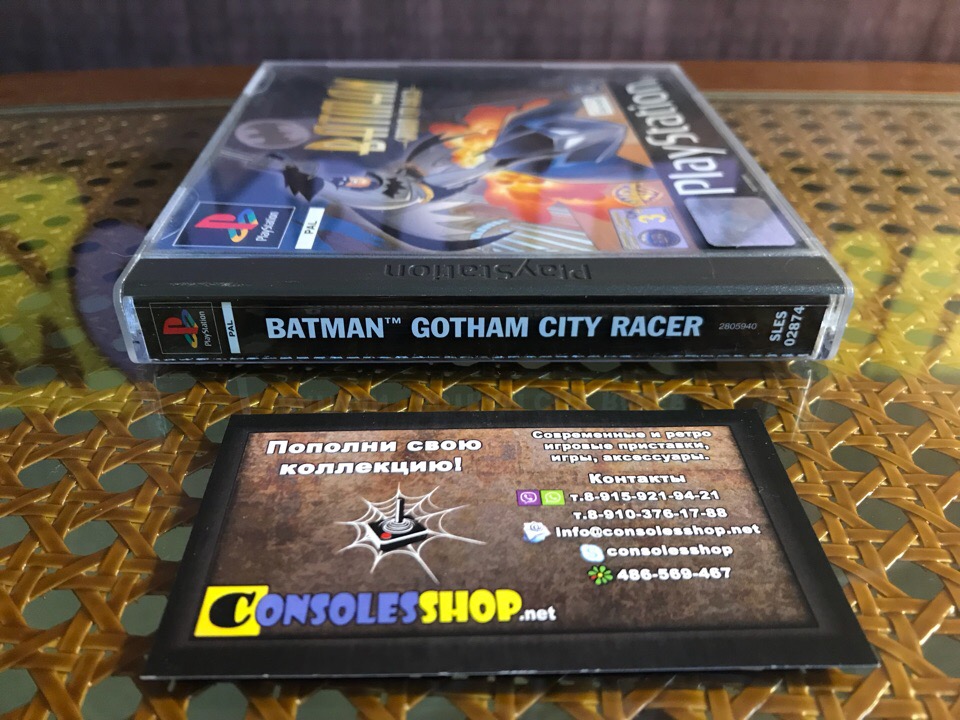 BATMAN
PlayStation
PlayStation
PAL
3
PlayStation
PlayStation
PAL
BATMAN™ GOTHAM CITY RACER
2805940
SLES
02874
Пополни свою
коллекцию!
CONSOLESSHOP.net
Современные и ретро
игровые приставки,
игры, аксессуары.
Контакты
т.8-915-921-94-21
т.8-910-376-17-88
info@consolesshop.net
consolesshop
486-569-467